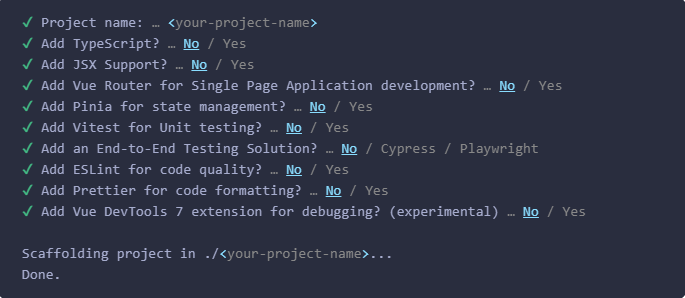 ✓ Project name: … <your-project-name>
✓ Add TypeScript? … No / Yes
✓ Add JSX Support? … No / Yes
✓ Add Vue Router for Single Page Application development? … No / Yes
✓ Add Pinia for state management? … No / Yes
✓ Add Vitest for Unit testing? … No / Yes
✓ Add an End-to-End Testing Solution? … No / Cypress / Playwright
✓ Add ESLint for code quality? … No / Yes
✓ Add Prettier for code formatting? … No / Yes
✓ Add Vue DevTools 7 extension for debugging? (experimental) … No / Yes

Scaffolding project in ./<your-project-name>...
Done.